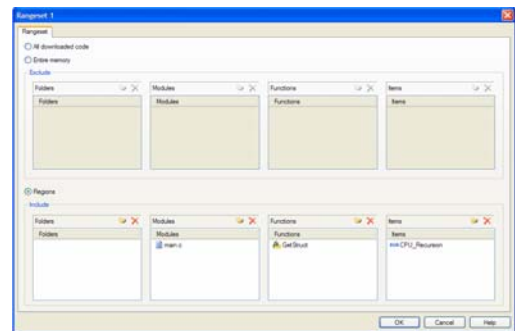 Rangeset 1
Rangeset
All downloaded code
Entire memory
Exclude
Folders Modules Functions Items
Folders Modules Functions Items
Regions
Include
Folders Modules Functions Items
Folders Modules Functions Items
main.c GetStruct CPU_Recursion
OK Cancel Help